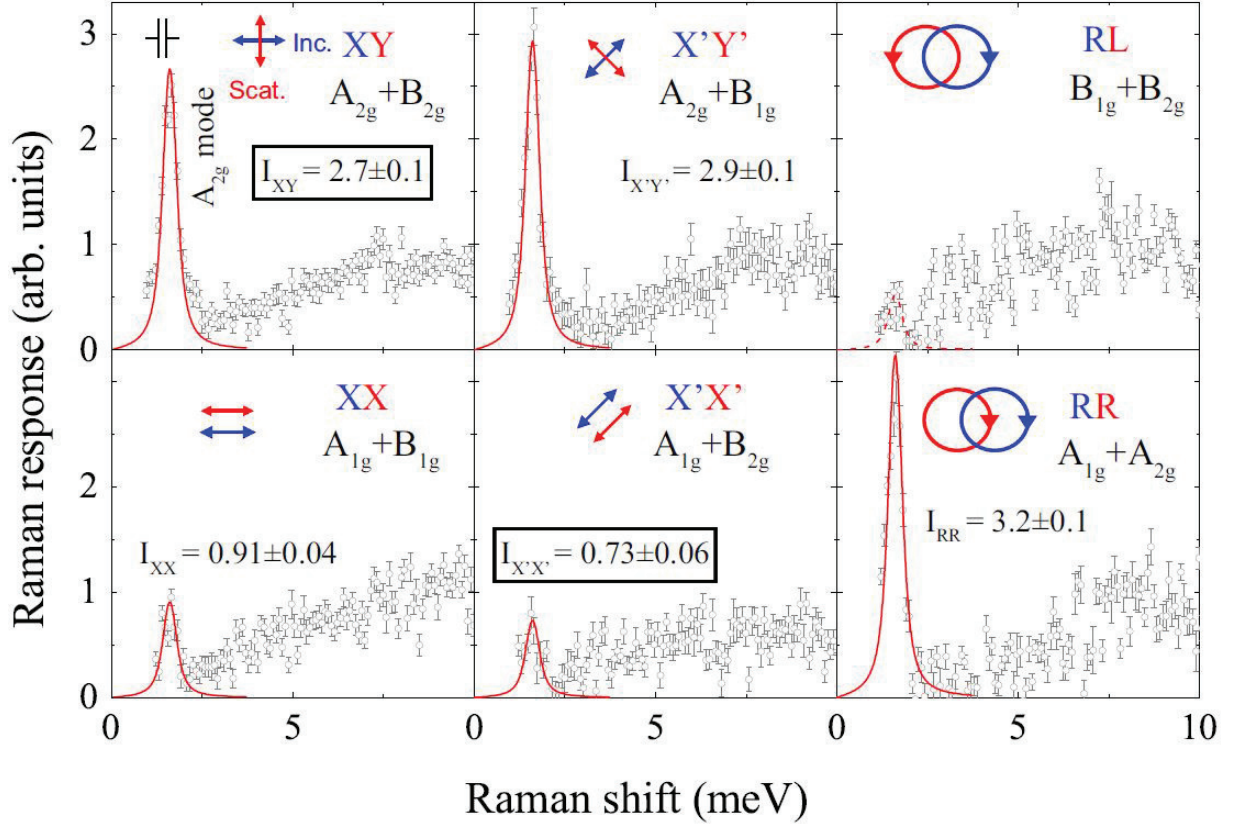 Raman response (arb. units)
3
2
1
0
Inc.
Scat.
XY
A2g+B2g
A2g mode
IXY = 2.7±0.1
X’Y’
A2g+B1g
IX’Y’ = 2.9±0.1
RL
B1g+B2g
2
1
0
XX
A1g+B1g
IXX = 0.91±0.04
X’X’
A1g+B2g
IX’X’ = 0.73±0.06
RR
A1g+A2g
IRR = 3.2±0.1
0 5 0 5 0 5 10
Raman shift (meV)